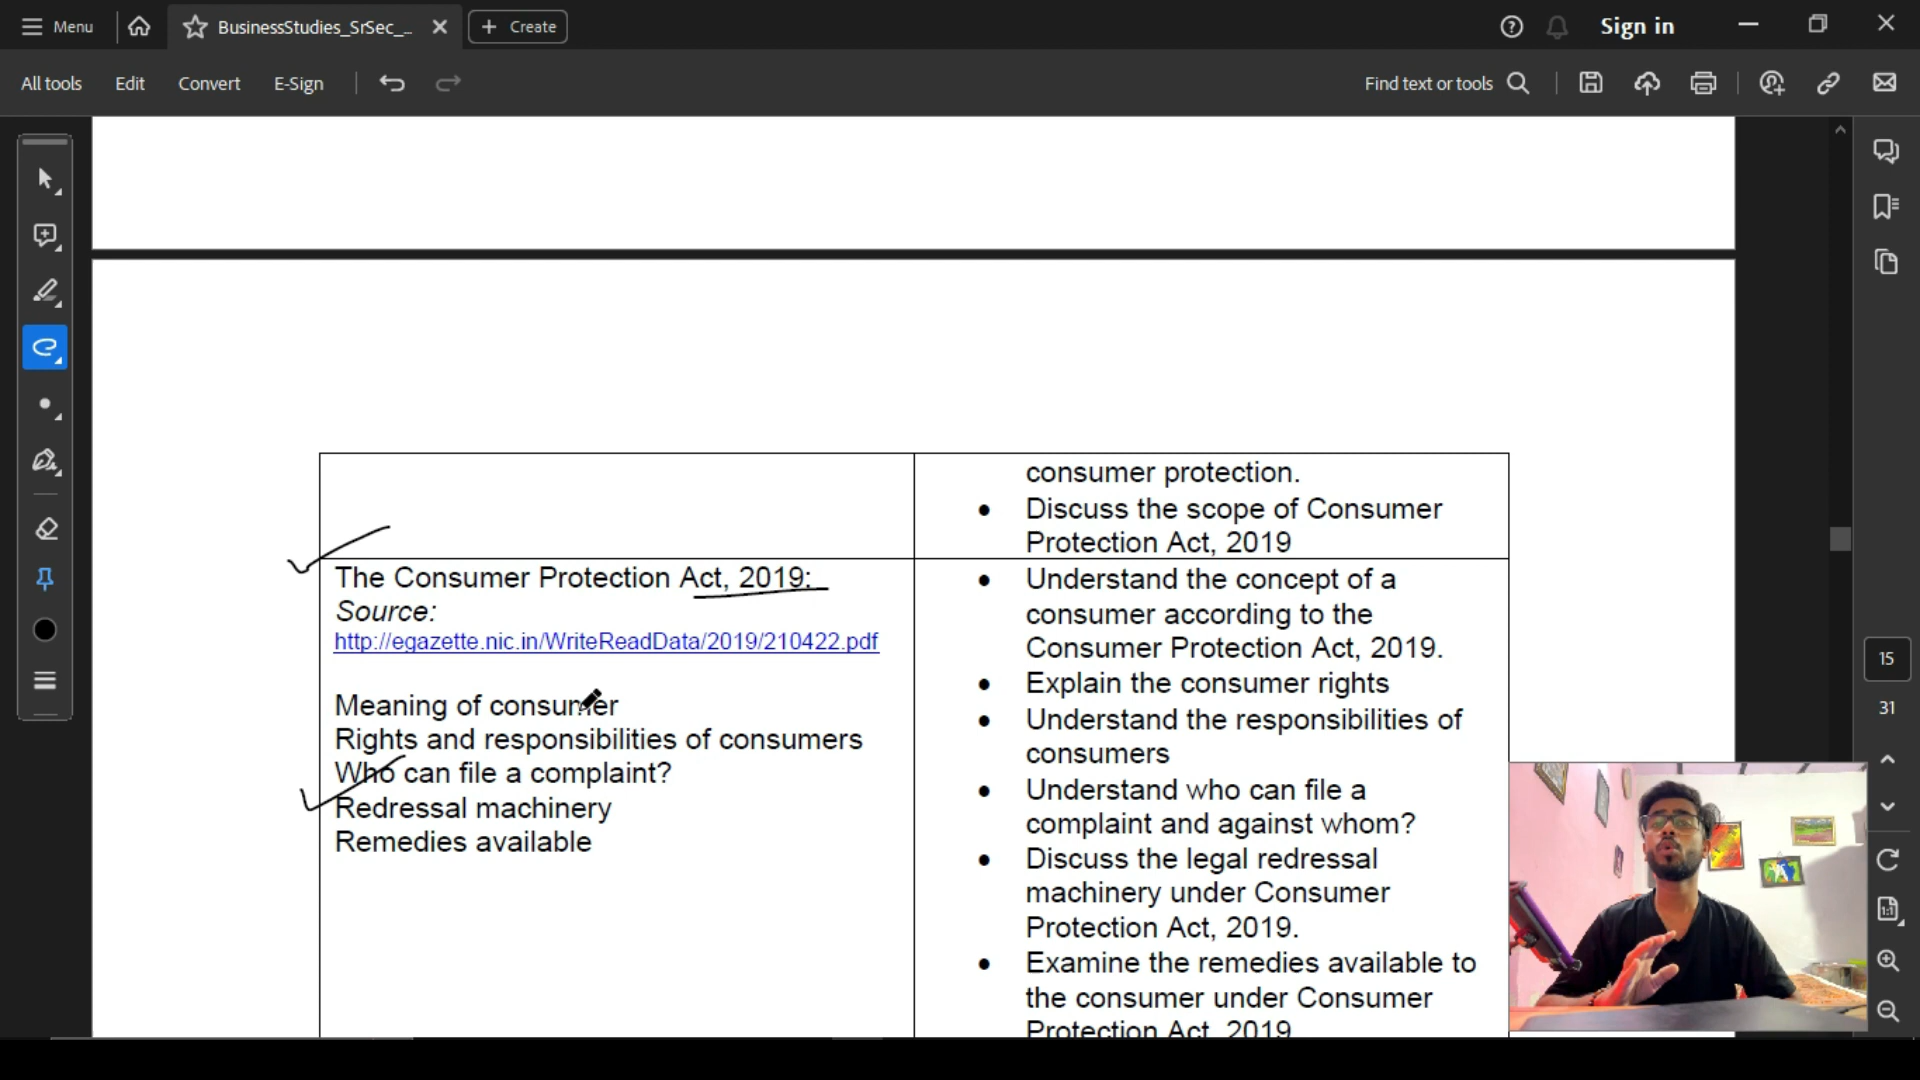 Menu
BusinessStudies_SrSec_...
Create
Sign in
All tools
Edit
Convert
E-Sign
Find text or tools
consumer protection.
• Discuss the scope of Consumer
Protection Act, 2019
The Consumer Protection Act, 2019:
Source:
http://egazette.nic.in/WriteReadData/2019/210422.pdf
Meaning of consumer
Rights and responsibilities of consumers
Who can file a complaint?
Redressal machinery
Remedies available
• Understand the concept of a
consumer according to the
Consumer Protection Act, 2019.
• Explain the consumer rights
• Understand the responsibilities of
consumers
• Understand who can file a
complaint and against whom?
• Discuss the legal redressal
machinery under Consumer
Protection Act, 2019.
• Examine the remedies available to
the consumer under Consumer
Protection Act, 2019
15
31
1:1